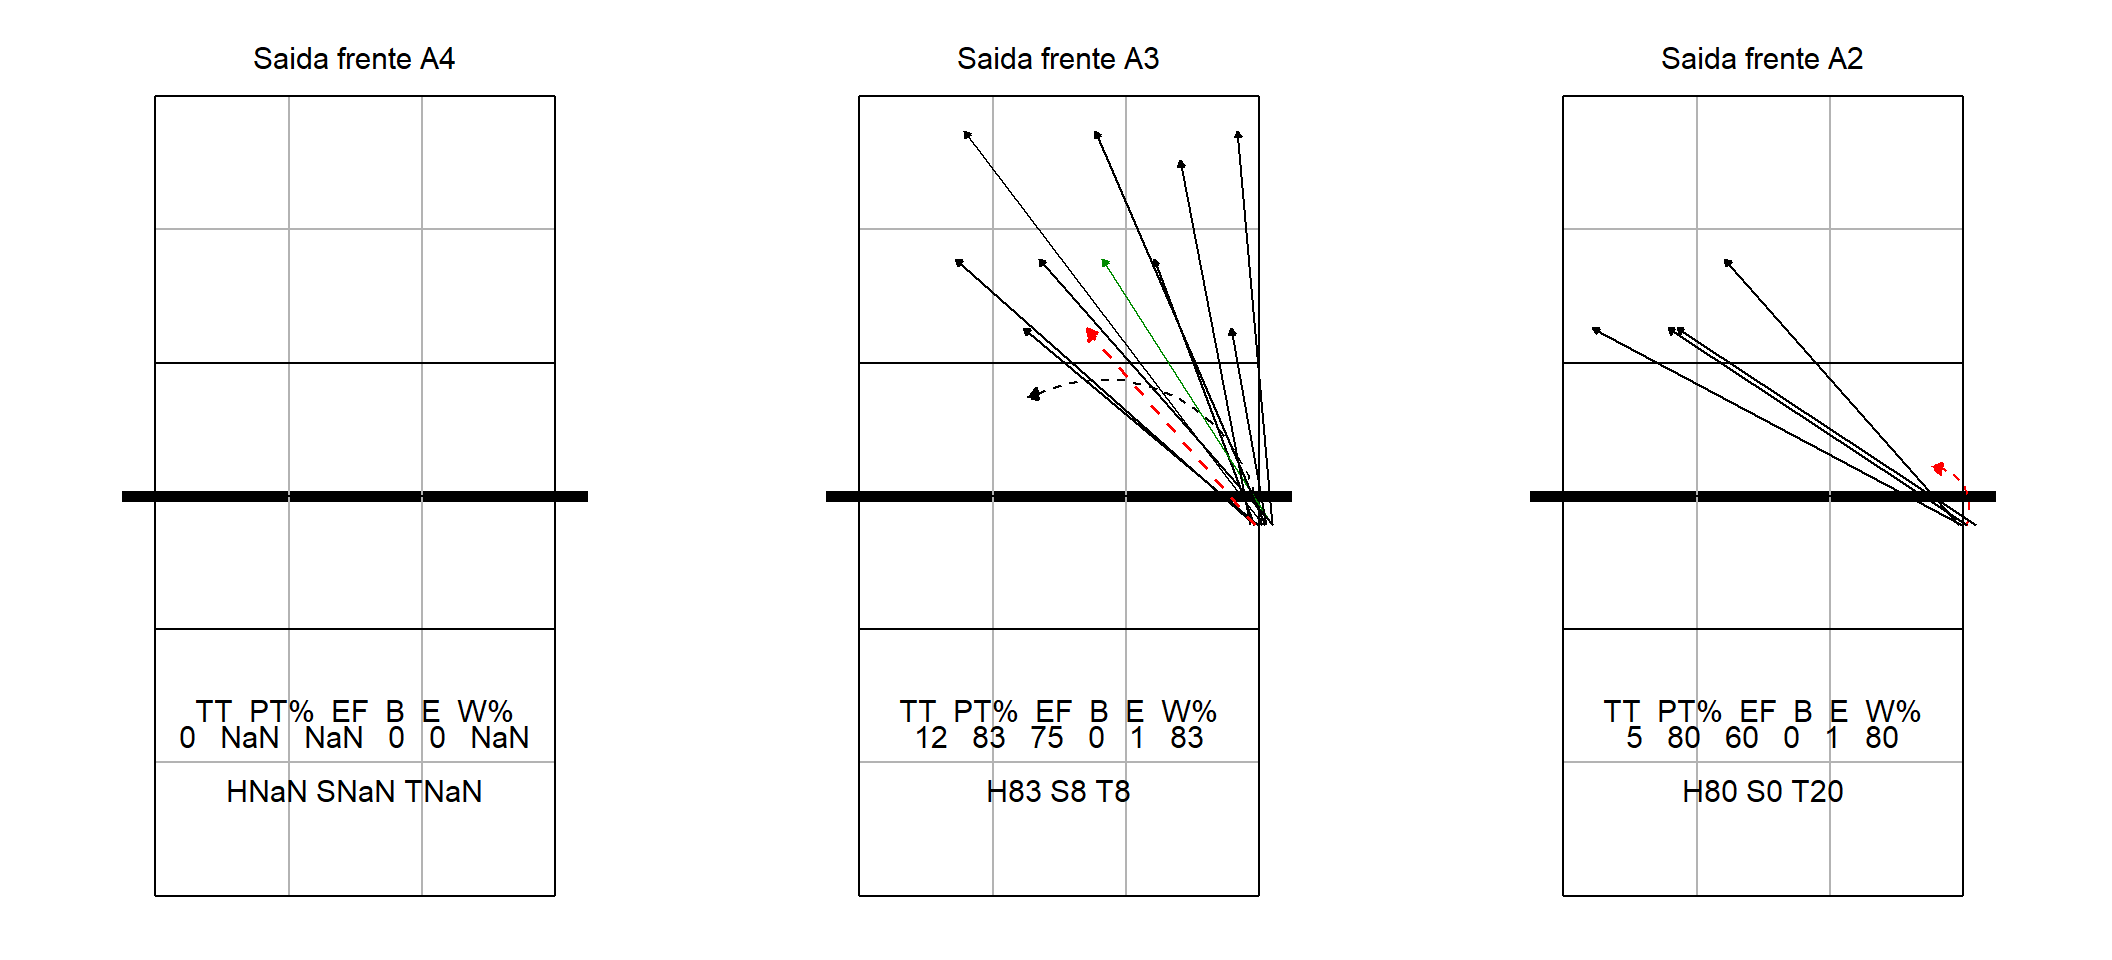 Saida frente A4
TT PT% EF B E W%
0 NaN NaN 0 0 NaN
HNaN SNaN TNaN
Saida frente A3
TT PT% EF B E W%
12 83 75 0 1 83
H83 S8 T8
Saida frente A2
TT PT% EF B E W%
5 80 60 0 1 80
H80 S0 T20